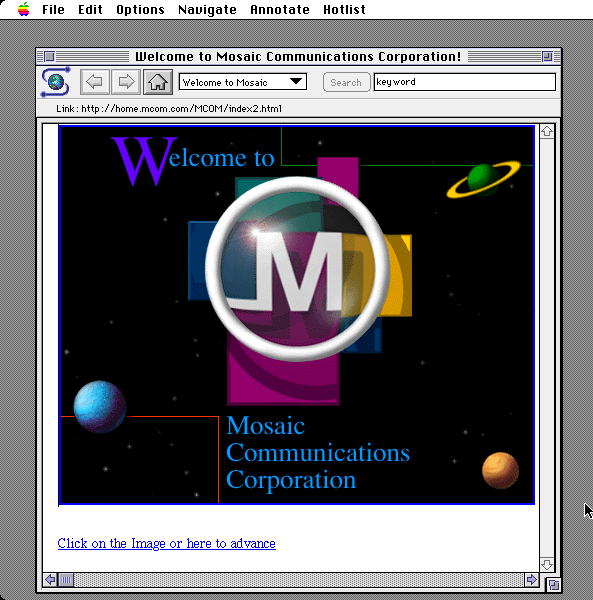 File Edit Options Navigate Annotate Hotlist
Welcome to Mosaic Communications Corporation!
Welcome to Mosaic Search keyword
Link: http://home.mcom.com/MCOM/index2.html
Welcome to
M
Mosaic
Communications
Corporation
Click on the Image or here to advance